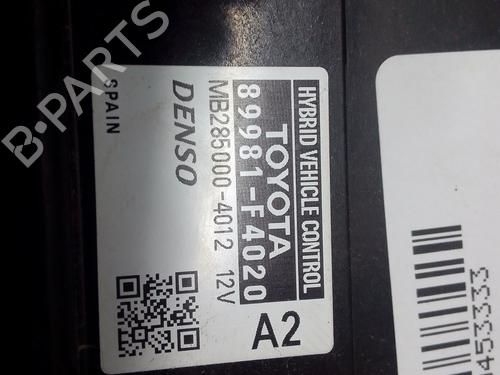 HYBRID VEHICLE CONTROL
TOYOTA
89981-F4020
MB285000-4012 12V
DENSO
SPAIN
A2
453333
B-PARTS